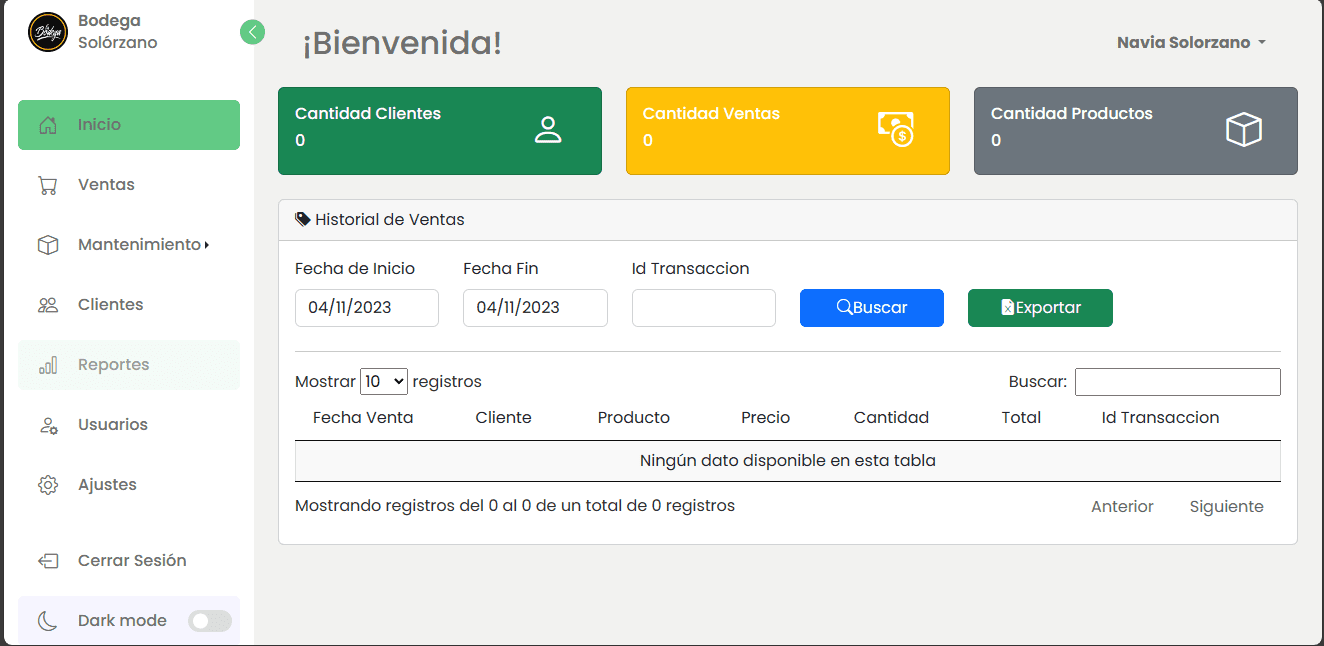 Bodega
Solórzano
Inicio
Ventas
Mantenimiento
Clientes
Reportes
Usuarios
Ajustes
Cerrar Sesión
Dark mode
¡Bienvenida!
Navia Solorzano
Cantidad Clientes
0
Cantidad Ventas
0
Cantidad Productos
0
Historial de Ventas
Fecha de Inicio Fecha Fin Id Transaccion
04/11/2023 04/11/2023 Buscar Exportar
Mostrar 10 registros Buscar:
Fecha Venta Cliente Producto Precio Cantidad Total Id Transaccion
Ningún dato disponible en esta tabla
Mostrando registros del 0 al 0 de un total de 0 registros Anterior Siguiente